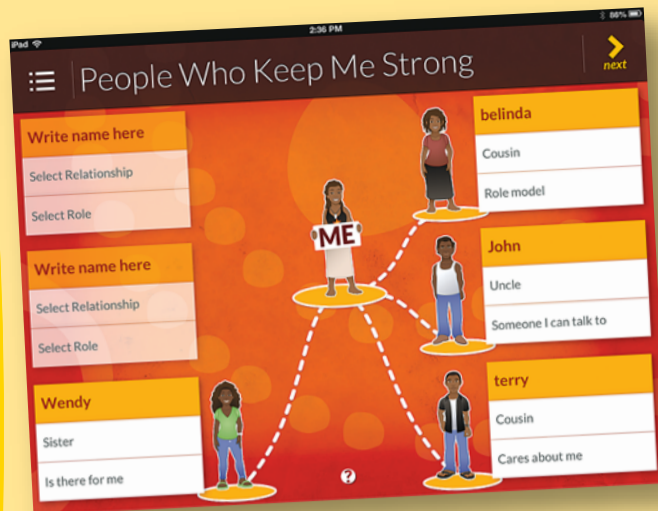 iPad
2:36 PM
86%
People Who Keep Me Strong
next
Write name here
Select Relationship
Select Role
Write name here
Select Relationship
Select Role
Wendy
Sister
Is there for me
ME
belinda
Cousin
Role model
John
Uncle
Someone I can talk to
terry
Cousin
Cares about me
?